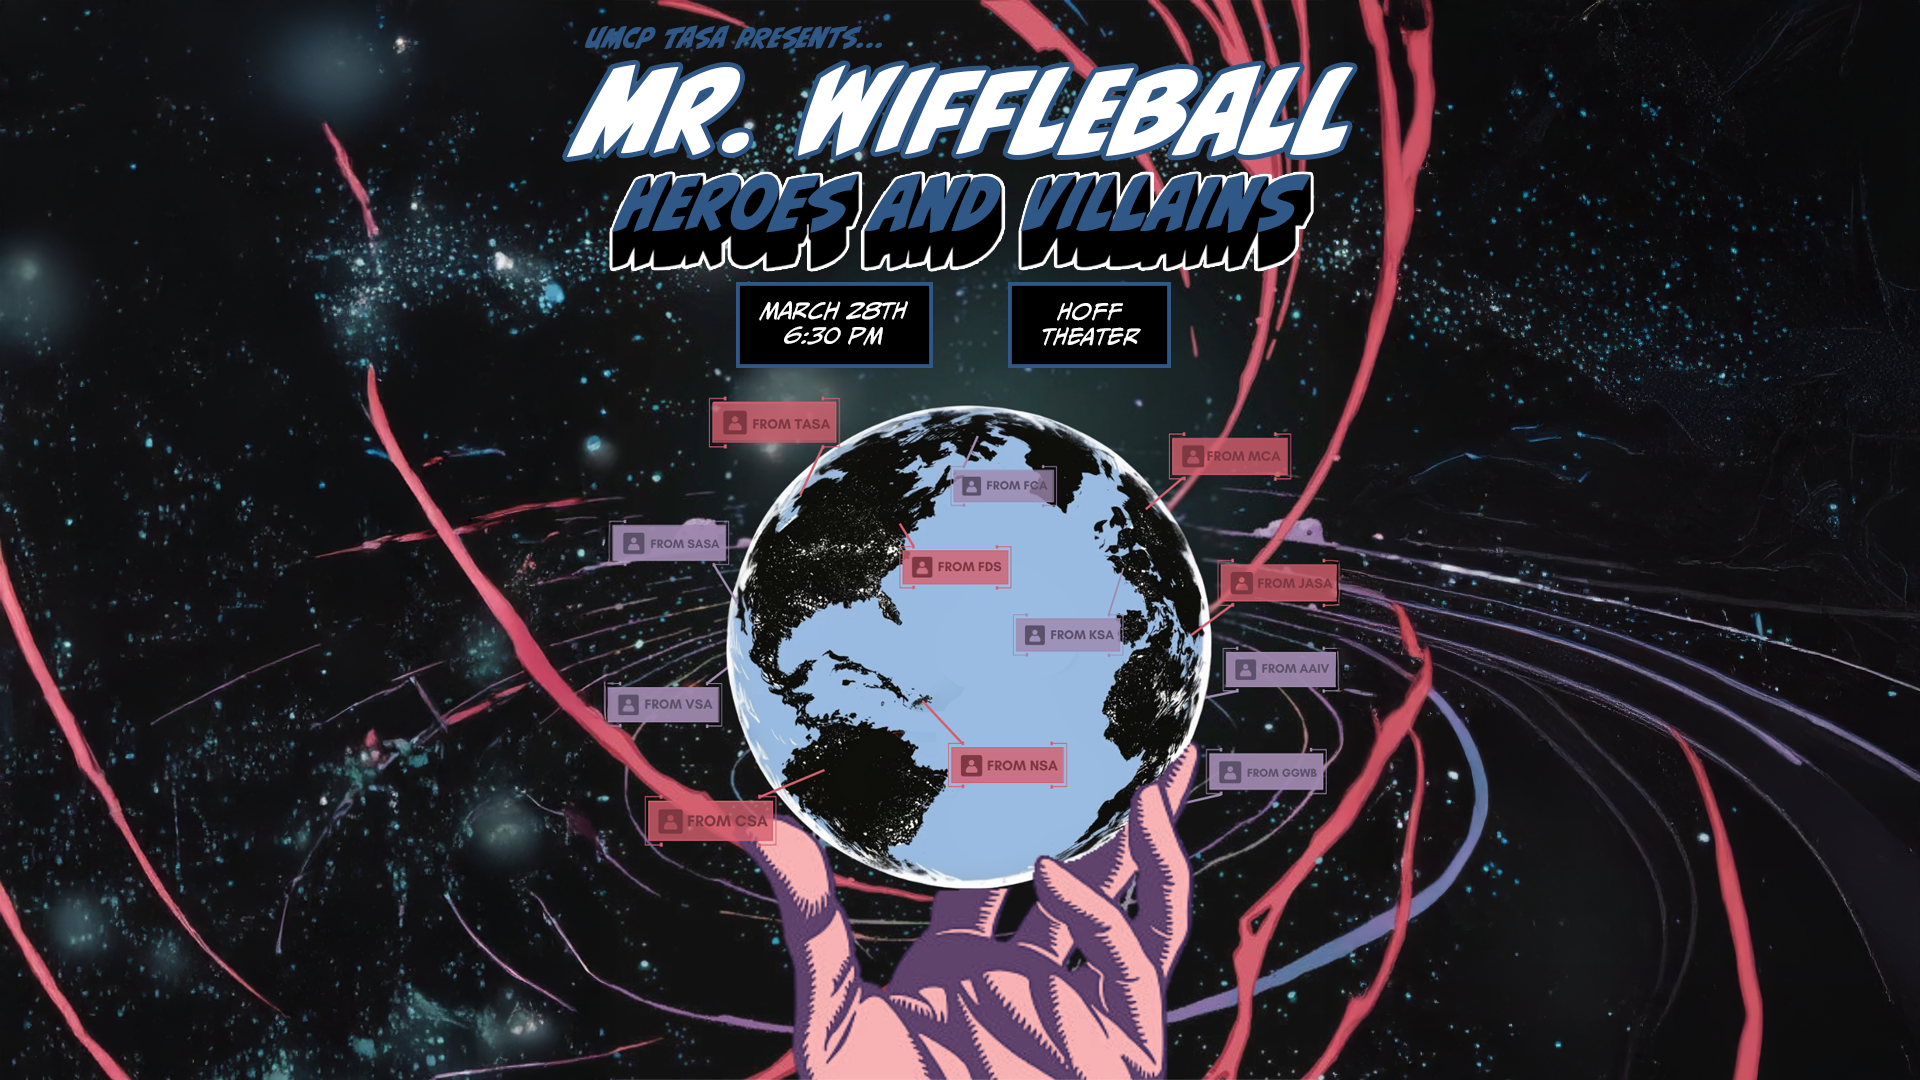 UMCP TASA PRESENTS...
MR. WIFFLEBALL
HEROES AND VILLAINS
MARCH 28TH
6:30 PM
HOFF
THEATER
FROM TASA
FROM MCA
FROM FCA
FROM SASA
FROM FDS
FROM JASA
FROM KSA
FROM AAIV
FROM VSA
FROM NSA
FROM GGWB
FROM CSA